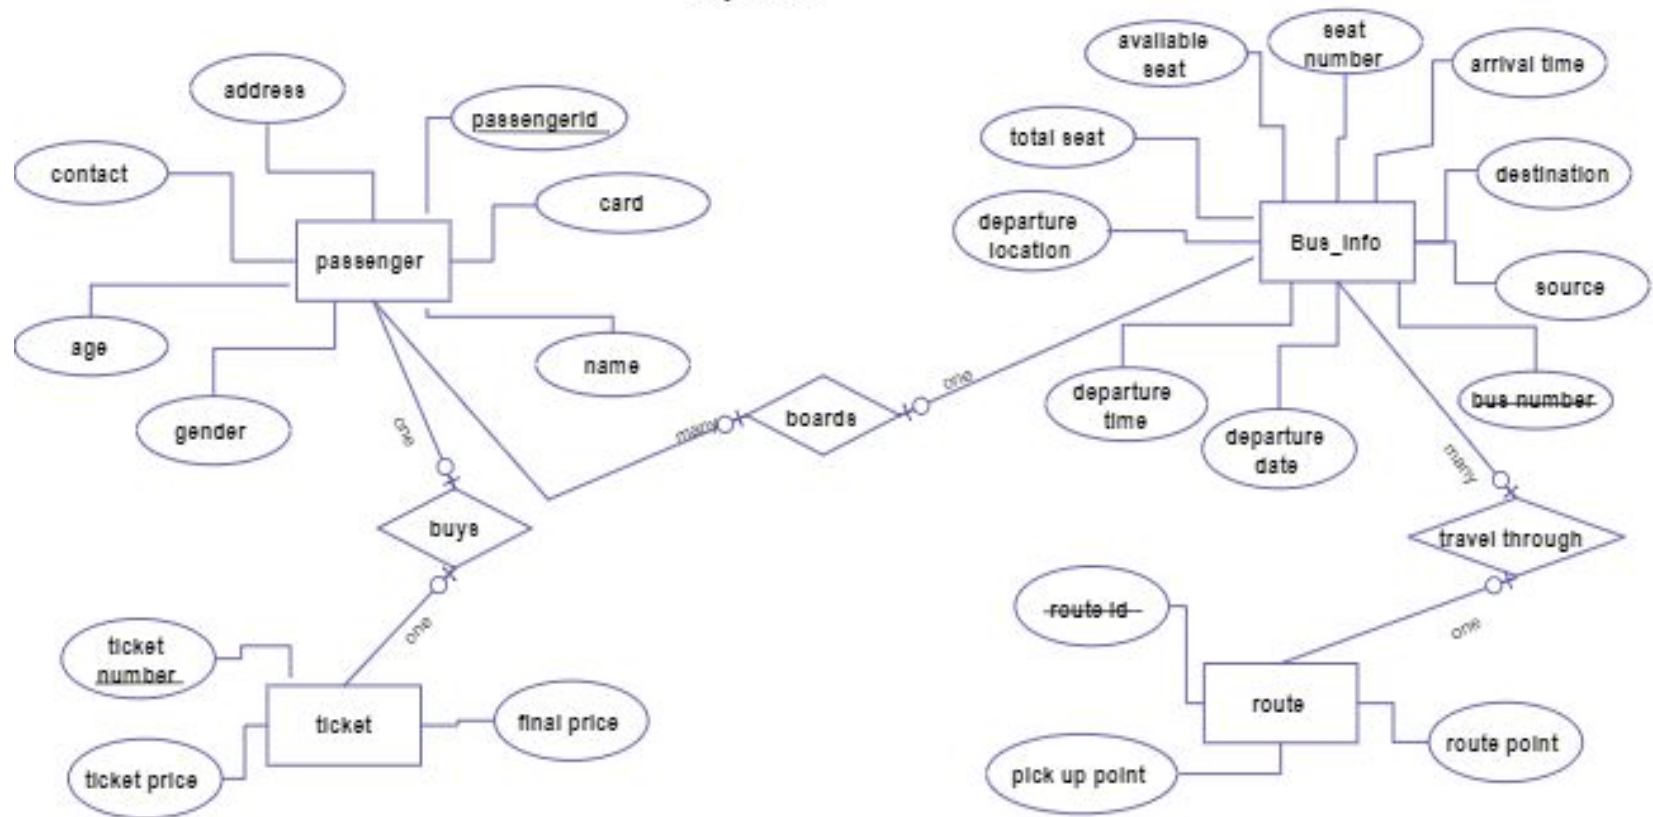 available
seat
seat
number
arrival time
address
passengerid
total seat
contact
destination
card
departure
location
Bus_info
passenger
source
age
name
one
departure
time
bus number
many
boards
gender
one
departure
date
many
buys
travel through
route id
one
one
ticket
number
route
ticket
final price
route point
ticket price
pick up point